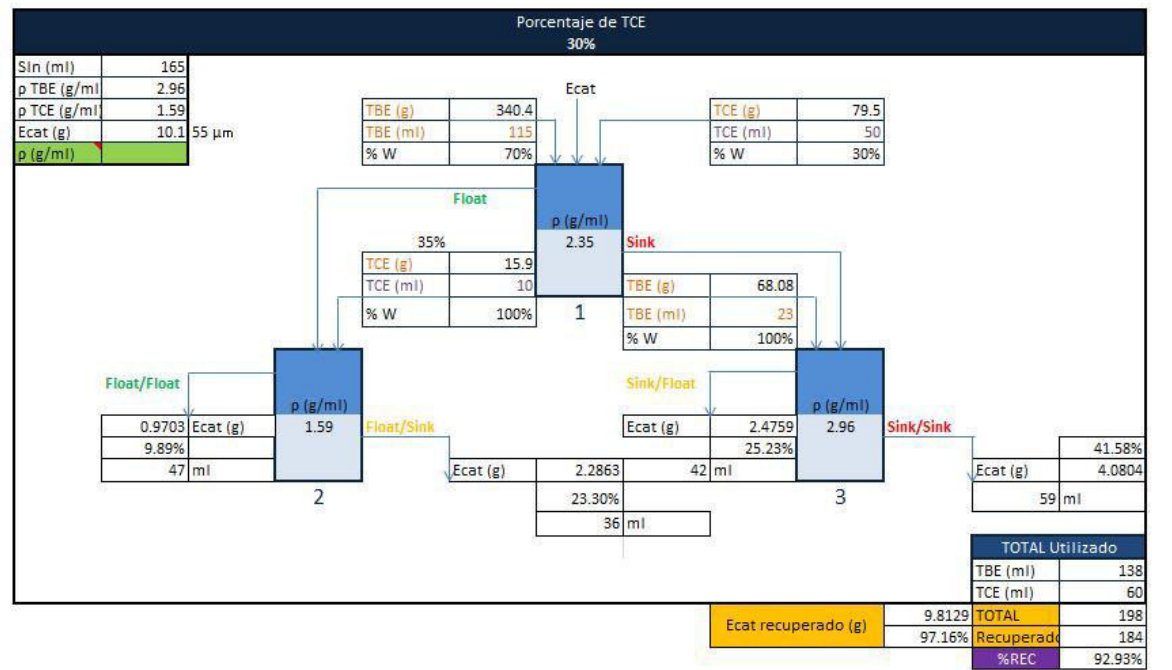 Porcentaje de TCE
30%
Sln (ml) 165
ρ TBE (g/ml 2.96
ρ TCE (g/ml) 1.59
Ecat (g) 10.1 55 µm
ρ (g/ml)
Ecat
TBE (g) 340.4
TBE (ml) 115
% W 70%
TCE (g) 79.5
TCE (ml) 50
% W 30%
Float
ρ (g/ml)
2.35
Sink
1
35%
TCE (g) 15.9
TCE (ml) 10
% W 100%
TBE (g) 68.08
TBE (ml) 23
% W 100%
Float/Float
ρ (g/ml)
1.59
Float/Sink
2
0.9703 Ecat (g)
9.89%
47 ml
Ecat (g) 2.2863
23.30%
36 ml
Sink/Float
ρ (g/ml)
2.96
Sink/Sink
3
Ecat (g) 2.4759
25.23%
42 ml
41.58%
Ecat (g) 4.0804
59 ml
TOTAL Utilizado
TBE (ml) 138
TCE (ml) 60
Ecat recuperado (g) 9.8129 TOTAL 198
97.16% Recuperado 184
%REC 92.93%